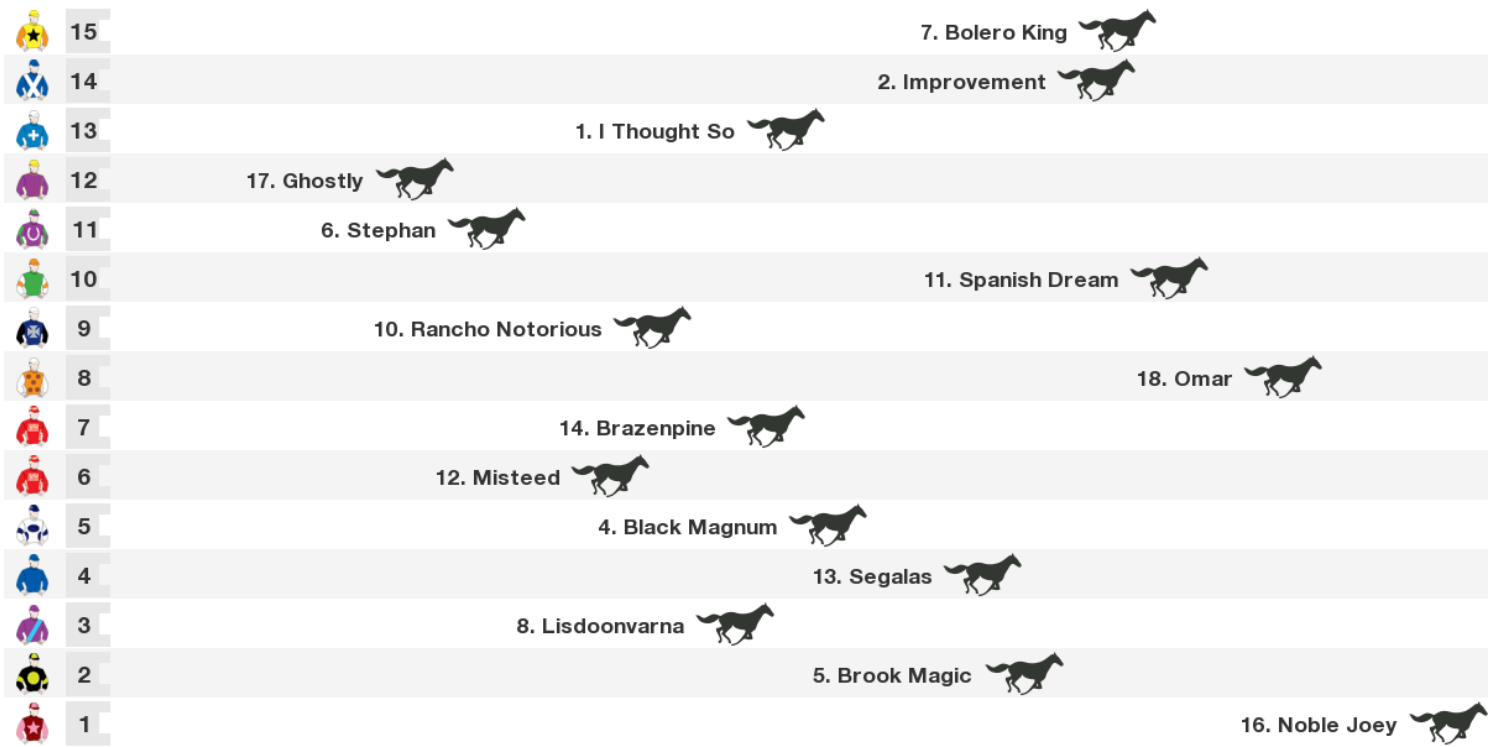 15 7. Bolero King
14 2. Improvement
13 1. I Thought So
12 17. Ghostly
11 6. Stephan
10 11. Spanish Dream
9 10. Rancho Notorious
8 18. Omar
7 14. Brazenpine
6 12. Misteed
5 4. Black Magnum
4 13. Segalas
3 8. Lisdoonvarna
2 5. Brook Magic
1 16. Noble Joey